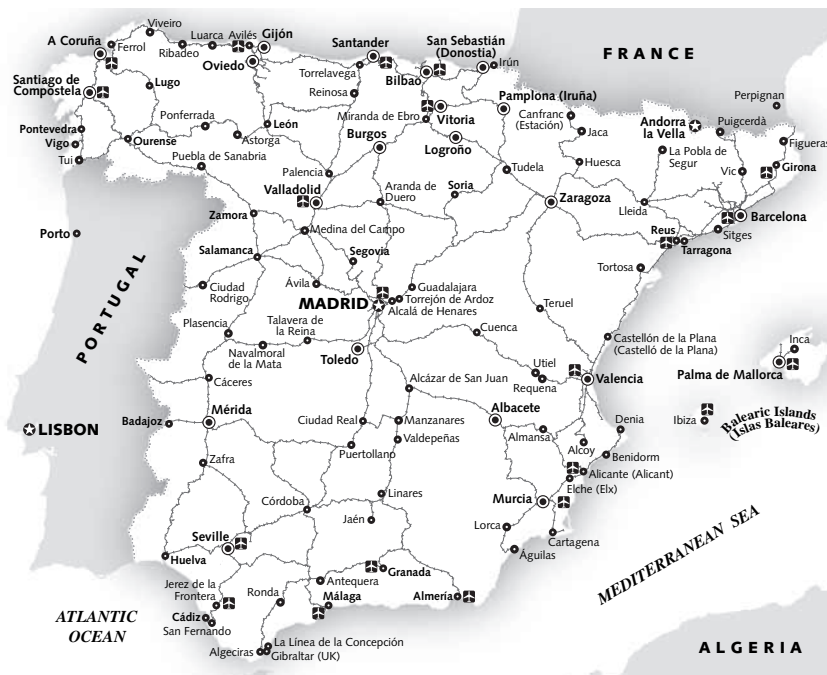 Viveiro
Luarca
Avilés
Gijón
A Coruña
Ferrol
Ribadeo
Oviedo
Santander
San Sebastián
(Donostia)
Irún
FRANCE
Torrelavega
Bilbao
Santiago de
Compostela
Lugo
Reinosa
Pamplona (Iruña)
Perpignan
Vitoria
Canfranc
(Estación)
Andorra
la Vella
Puigcerdà
Ponferrada
León
Miranda de Ebro
Pontevedra
Vigo
Ourense
Astorga
Burgos
Logroño
Jaca
Figueras
Tui
Puebla de Sanabria
Palencia
Tudela
Huesca
La Pobla de
Segur
Vic
Girona
Valladolid
Aranda de
Duero
Soria
Zaragoza
Lleida
Barcelona
Zamora
Porto
Medina del Campo
Reus
Sitges
Tarragona
Salamanca
Segovia
Tortosa
PORTUGAL
Ciudad
Rodrigo
Ávila
Guadalajara
MADRID
Torrejón de Ardoz
Alcalá de Henares
Teruel
Plasencia
Talavera de
la Reina
Cuenca
Castellón de la Plana
(Castelló de la Plana)
Inca
Navalmoral
de la Mata
Toledo
Utiel
Requena
Valencia
Palma de Mallorca
Cáceres
Alcázar de San Juan
Balearic Islands
(Islas Baleares)
Ibiza
LISBON
Badajoz
Mérida
Ciudad Real
Manzanares
Albacete
Almansa
Denia
Valdepeñas
Puertollano
Alcoy
Benidorm
Zafra
Alicante (Alicant)
Elche (Elx)
Córdoba
Linares
Murcia
Jaén
Lorca
Cartagena
MEDITERRANEAN SEA
Seville
Águilas
Huelva
Granada
Jerez de la
Frontera
Ronda
Antequera
Málaga
Almería
ATLANTIC
OCEAN
Cádiz
San Fernando
La Línea de la Concepción
Algeciras
Gibraltar (UK)
ALGERIA